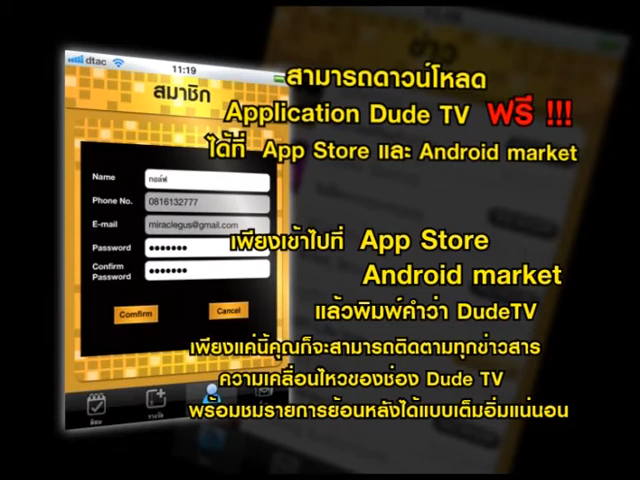 dtac
11:19
สมาชิก
Name
กอล์ฟ
Phone No.
0816132777
E-mail
miraclegus@gmail.com
Password
Confirm
Password
Comfirm
Cancel
สามารถดาวน์โหลด
Application Dude TV ฟรี !!!
ได้ที่ App Store และ Android market
เพียงเข้าไปที่ App Store
Android market
แล้วพิมพ์คำว่า DudeTV
เพียงแค่นี้คุณก็จะสามารถติดตามทุกข่าวสาร
ความเคลื่อนไหวของช่อง Dude TV
พร้อมชมรายการย้อนหลังได้แบบเต็มอิ่มแน่นอน
ข่าว